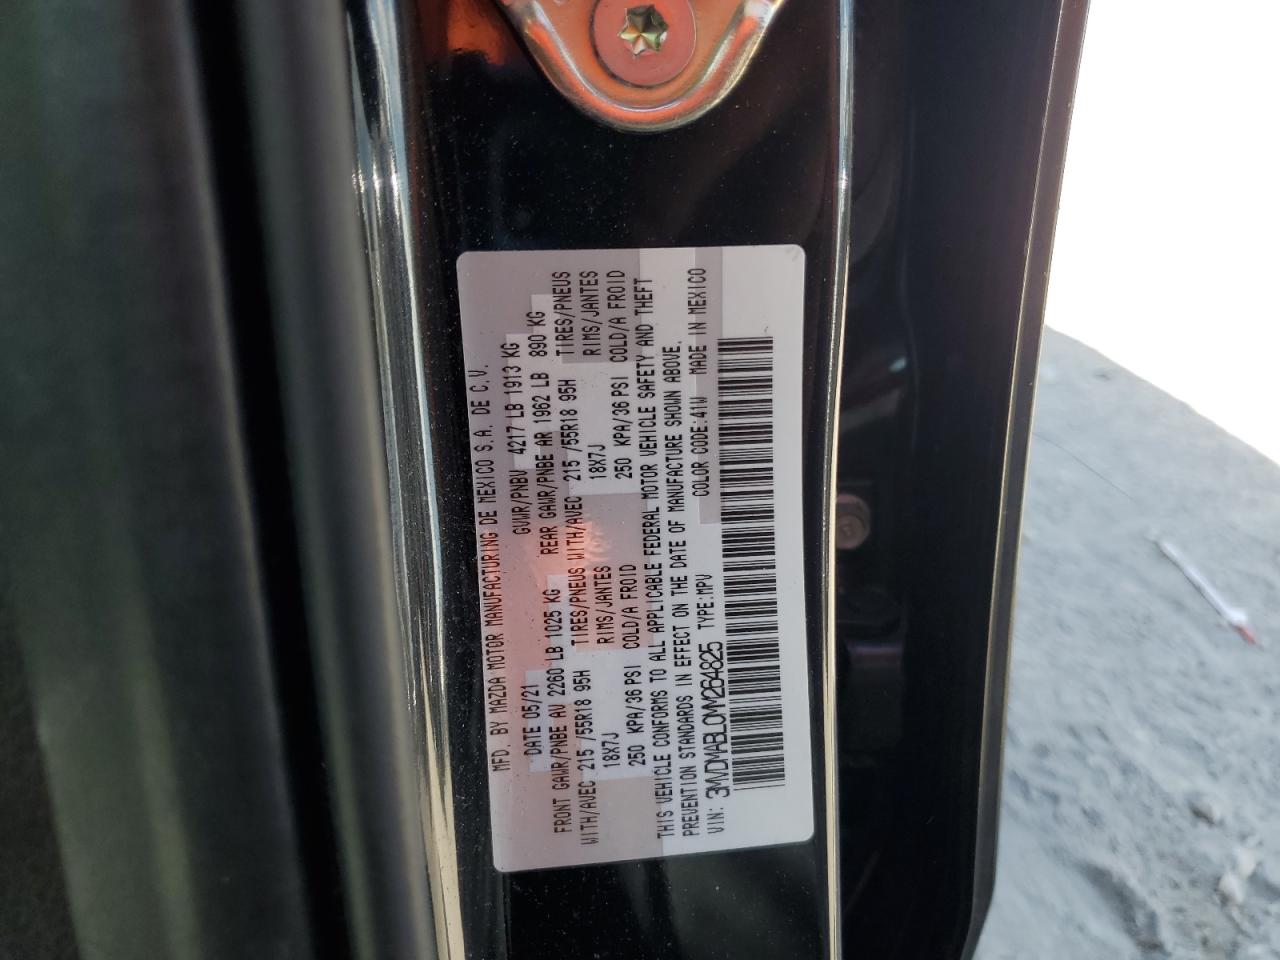 MFD. BY MAZDA MOTOR MANUFACTURING DE MEXICO S.A. DE C.V.
DATE 05/21 GVWR/PNBV 4217 LB 1913 KG
FRONT GAWR/PNBE AV 2260 LB 1025 KG REAR GAWR/PNBE AR 1962 LB 890 KG
WITH/AVEC 215 /55R18 95H TIRES/PNEUS WITH/AVEC 215 /55R18 95H TIRES/PNEUS
18X7J RIMS/JANTES 18X7J RIMS/JANTES
250 KPA/36 PSI COLD/A FROID 250 KPA/36 PSI COLD/A FROID
THIS VEHICLE CONFORMS TO ALL APPLICABLE FEDERAL MOTOR VEHICLE SAFETY AND THEFT
PREVENTION STANDARDS IN EFFECT ON THE DATE OF MANUFACTURE SHOWN ABOVE.
VIN: 3MVDMABL0MM264825 TYPE:MPV COLOR CODE:41W MADE IN MEXICO